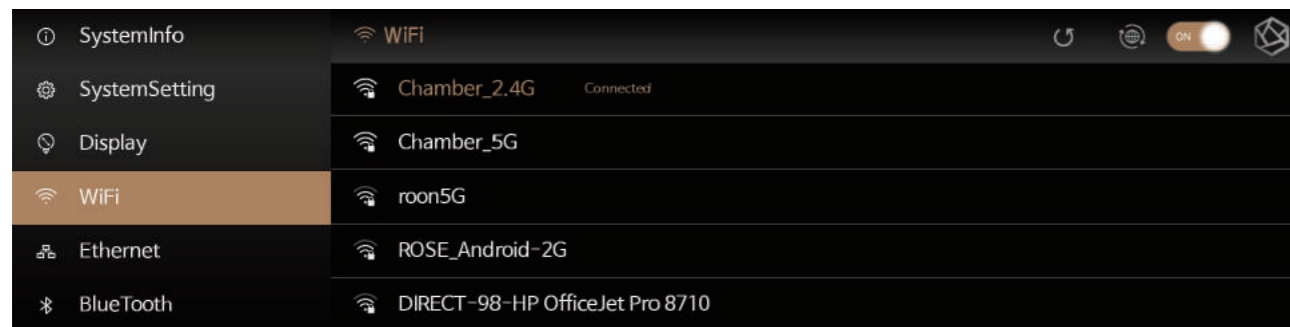 SystemInfo
SystemSetting
Display
WiFi
Ethernet
BlueTooth
WiFi
ON
Chamber_2.4G Connected
Chamber_5G
roon5G
ROSE_Android-2G
DIRECT-98-HP OfficeJet Pro 8710